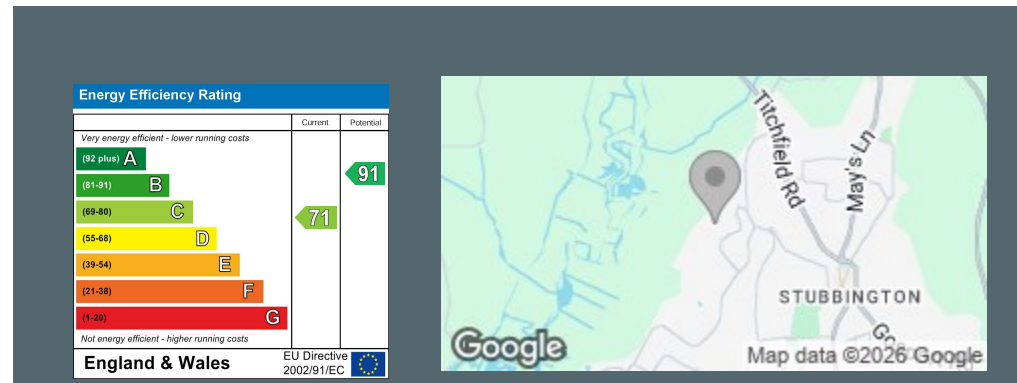 Energy Efficiency Rating
Current Potential
Very energy efficient - lower running costs
(92 plus) A
(81-91) B
(69-80) C
(55-68) D
(39-54) E
(21-38) F
(1-20) G
91
71
Not energy efficient - higher running costs
England & Wales
EU Directive
2002/91/EC
Titchfield Rd
May's Ln
STUBBINGTON
Go
Google
Map data ©2026 Google